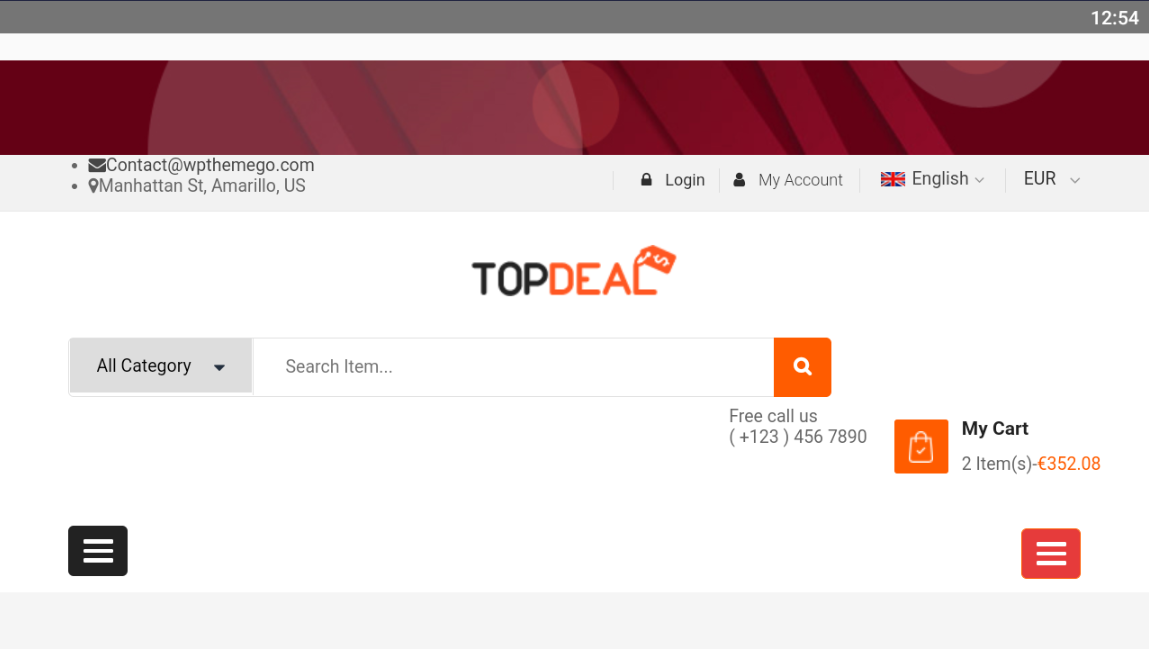 12:54
Contact@wpthemego.com
Manhattan St, Amarillo, US
Login
My Account
English
EUR
TOPDEAL
All Category
Search Item...
Free call us
( +123 ) 456 7890
My Cart
2 Item(s)-€352.08